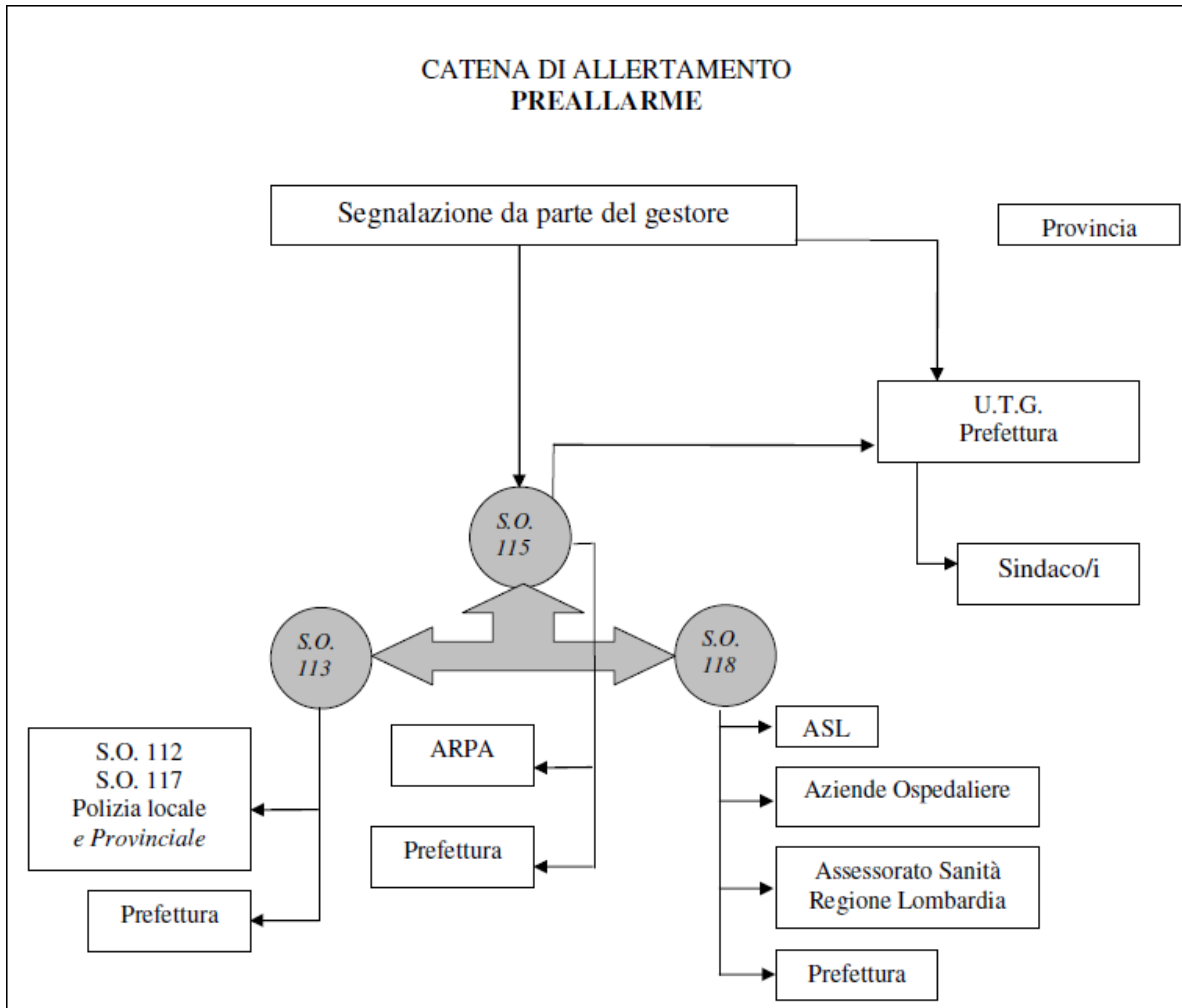 CATENA DI ALLERTAMENTO
PREALLARME
Segnalazione da parte del gestore
Provincia
U.T.G.
Prefettura
S.O.
115
Sindaco/i
S.O.
113
S.O.
118
S.O. 112
S.O. 117
Polizia locale
e Provinciale
ARPA
ASL
Aziende Ospedaliere
Prefettura
Assessorato Sanità
Regione Lombardia
Prefettura
Prefettura